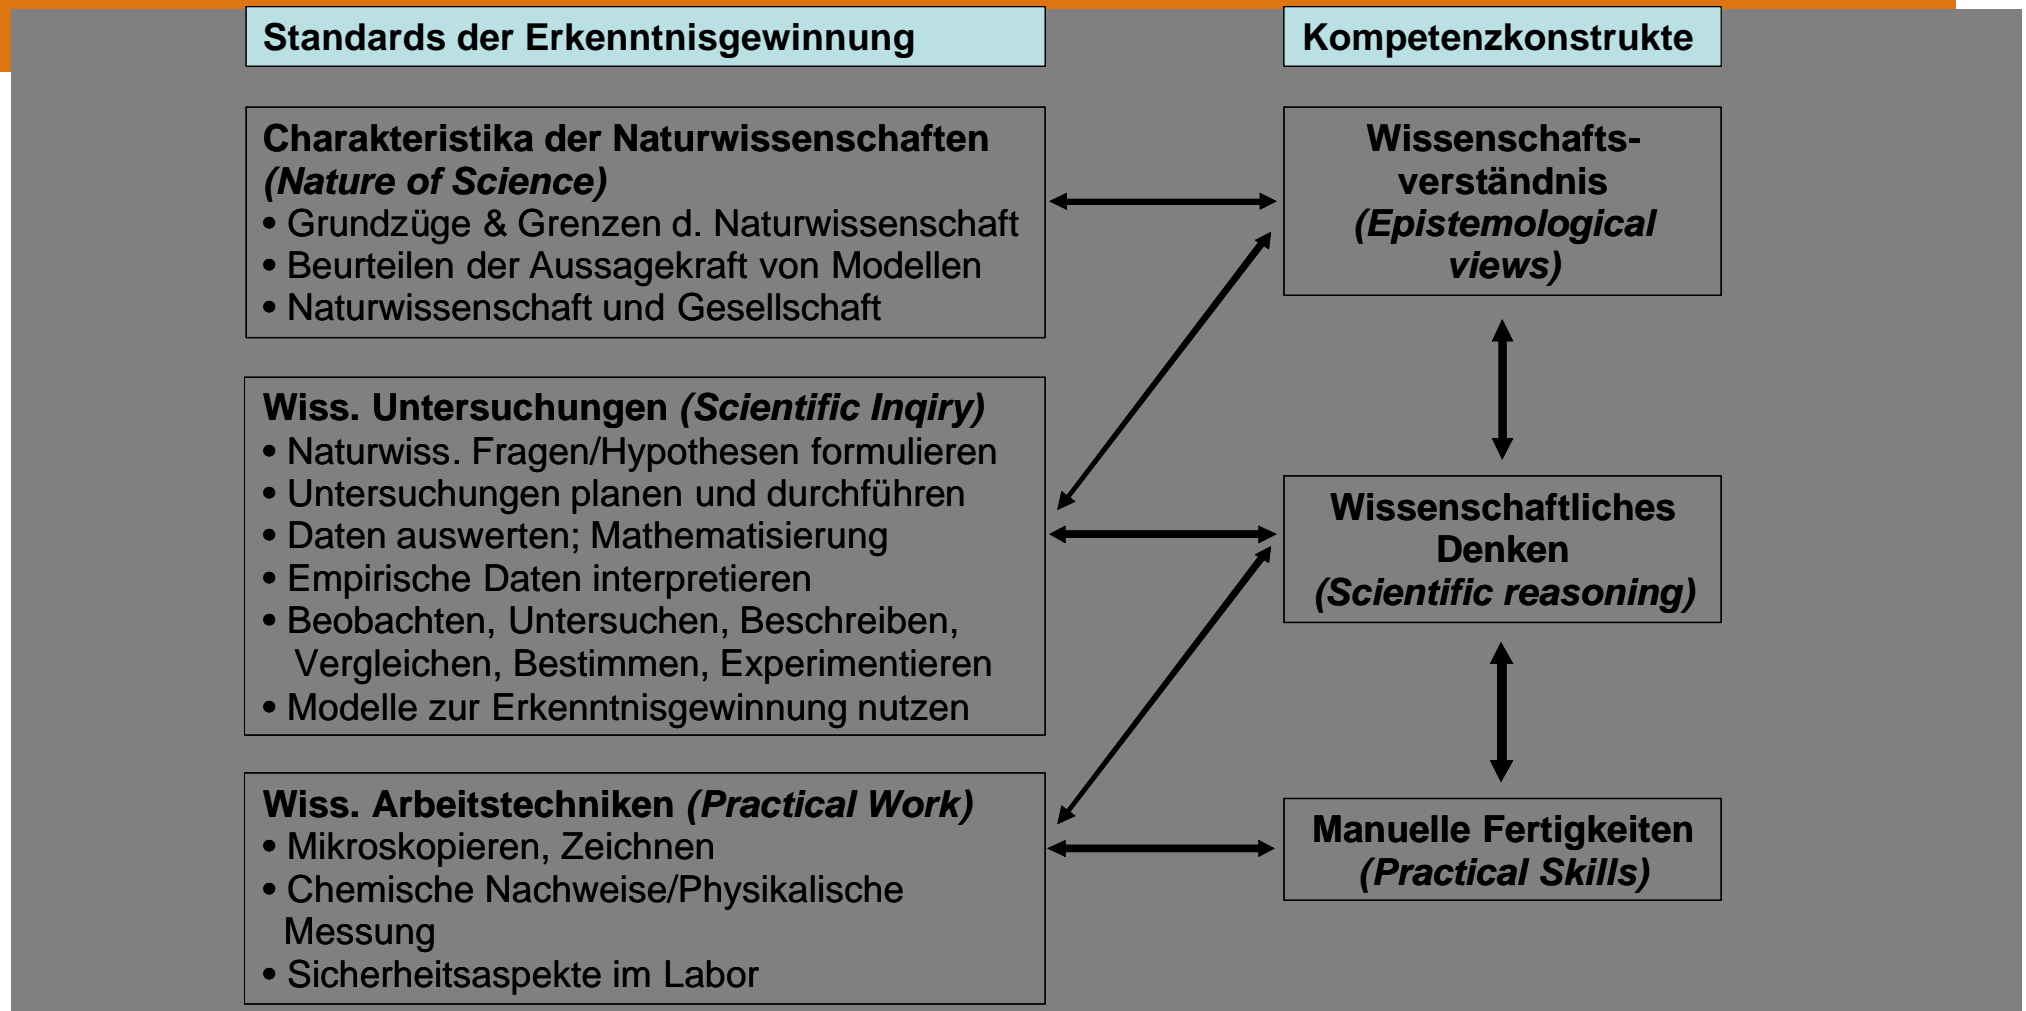 Standards der Erkenntnisgewinnung
Kompetenzkonstrukte
Charakteristika der Naturwissenschaften
(Nature of Science)
• Grundzüge & Grenzen d. Naturwissenschaft
• Beurteilen der Aussagekraft von Modellen
• Naturwissenschaft und Gesellschaft
Wissenschafts-
verständnis
(Epistemological
views)
Wiss. Untersuchungen (Scientific Inqiry)
• Naturwiss. Fragen/Hypothesen formulieren
• Untersuchungen planen und durchführen
• Daten auswerten; Mathematisierung
• Empirische Daten interpretieren
• Beobachten, Untersuchen, Beschreiben,
Vergleichen, Bestimmen, Experimentieren
• Modelle zur Erkenntnisgewinnung nutzen
Wissenschaftliches
Denken
(Scientific reasoning)
Wiss. Arbeitstechniken (Practical Work)
• Mikroskopieren, Zeichnen
• Chemische Nachweise/Physikalische
Messung
• Sicherheitsaspekte im Labor
Manuelle Fertigkeiten
(Practical Skills)